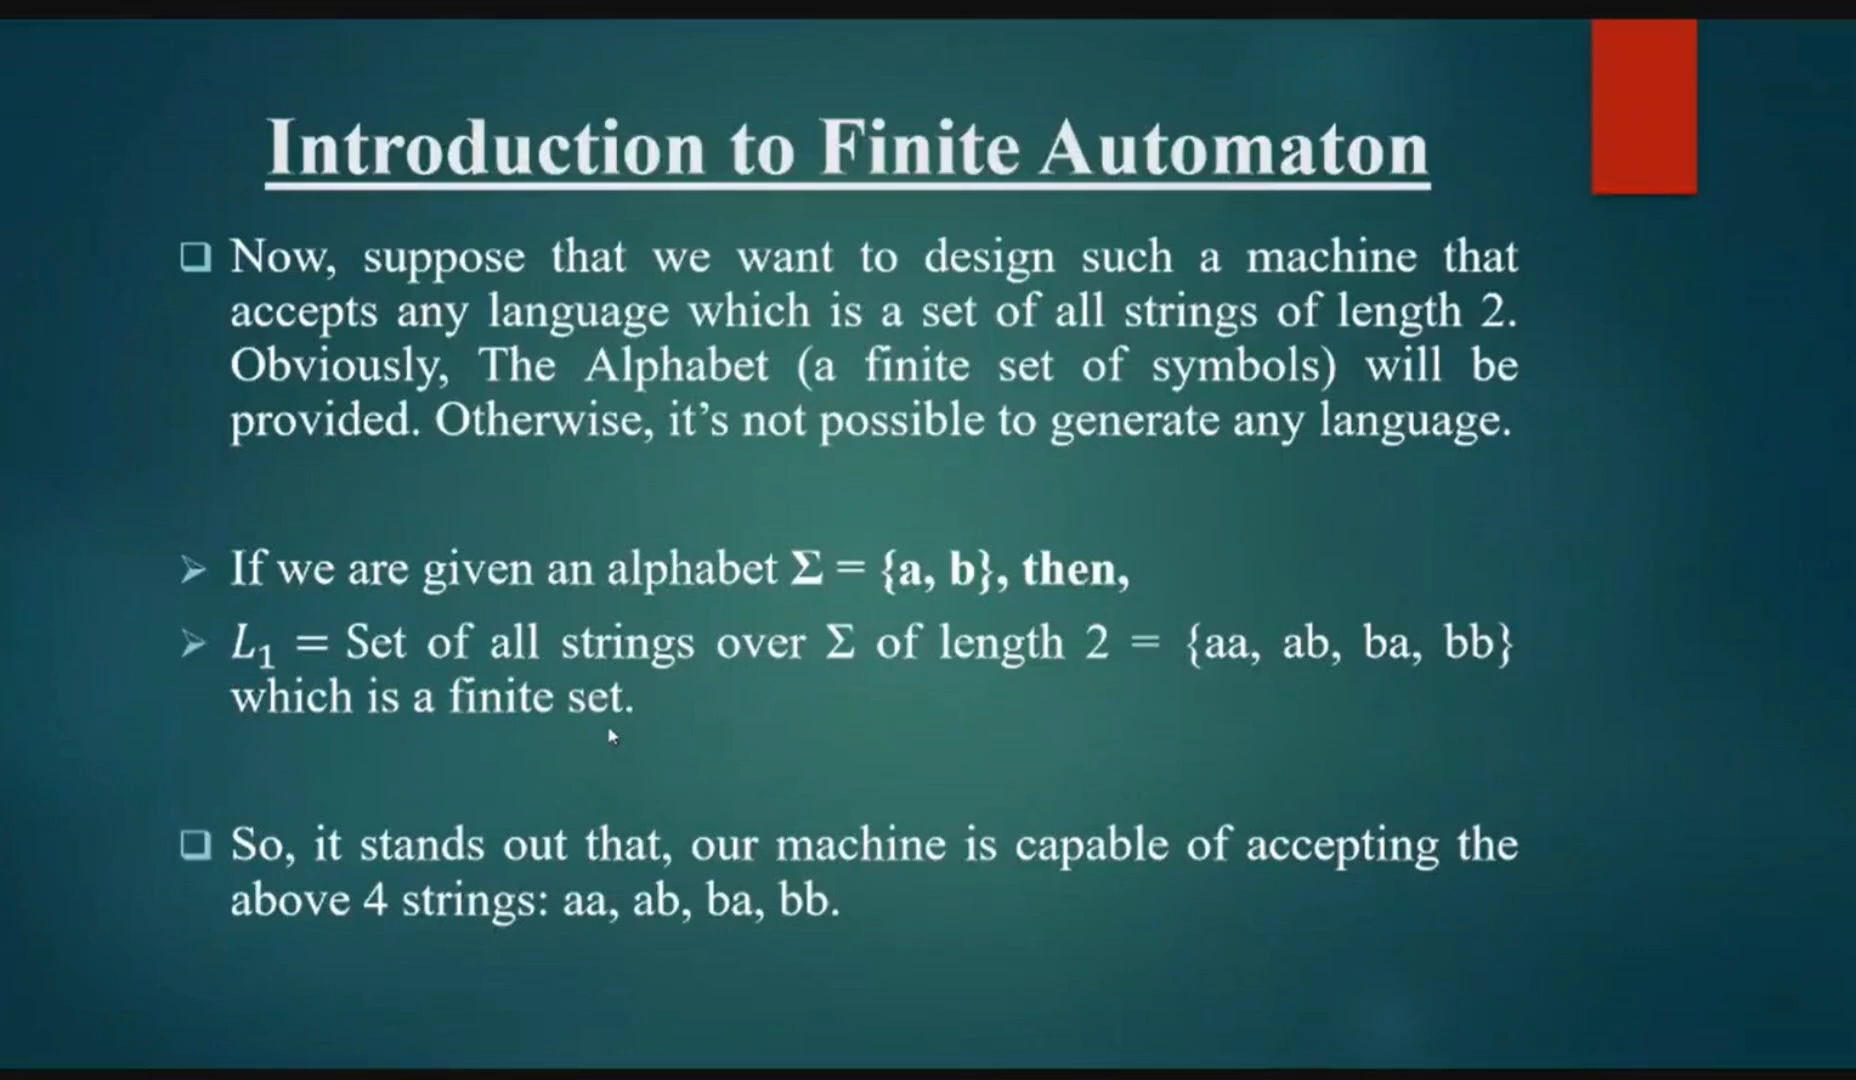 Introduction to Finite Automaton
Now, suppose that we want to design such a machine that
accepts any language which is a set of all strings of length 2.
Obviously, The Alphabet (a finite set of symbols) will be
provided. Otherwise, it’s not possible to generate any language.
If we are given an alphabet Σ = {a, b}, then,
L₁ = Set of all strings over Σ of length 2 = {aa, ab, ba, bb}
which is a finite set.
So, it stands out that, our machine is capable of accepting the
above 4 strings: aa, ab, ba, bb.